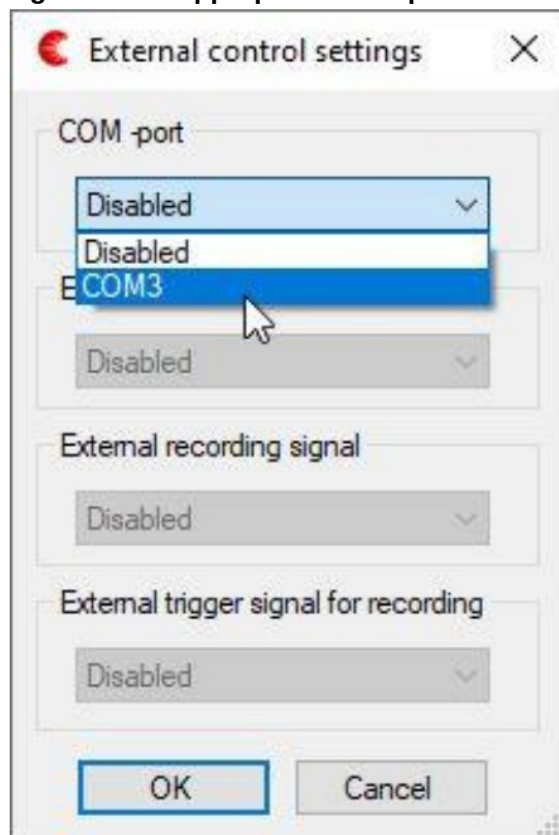 External control settings
COM -port
Disabled
Disabled
COM3
E
Disabled
External recording signal
Disabled
External trigger signal for recording
Disabled
OK
Cancel